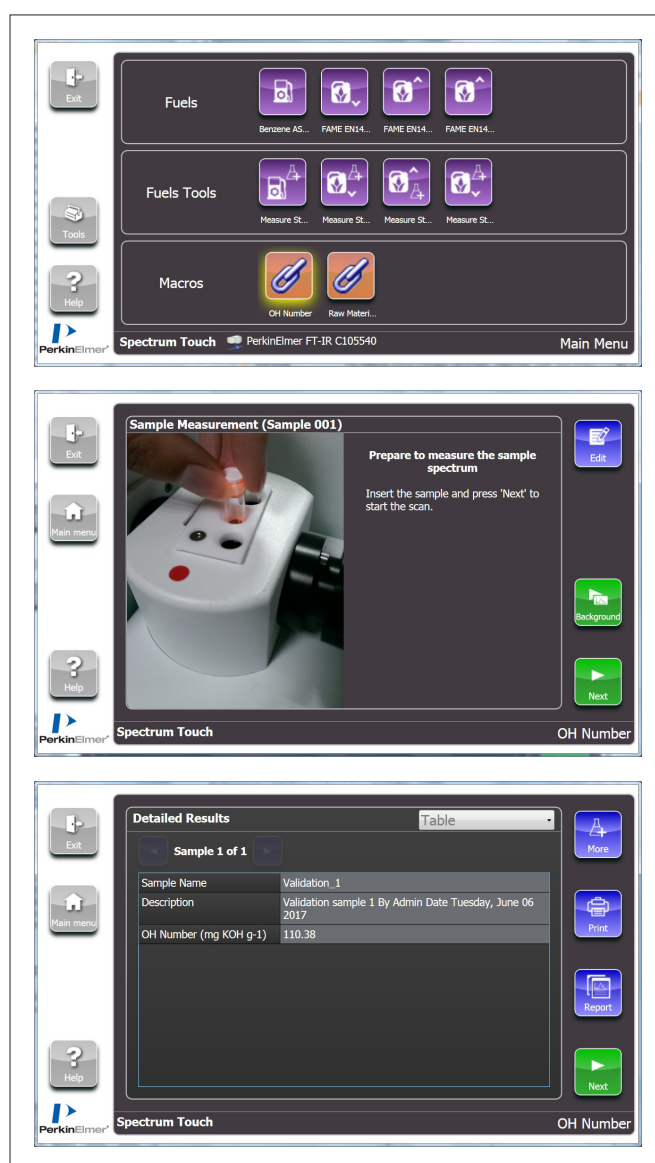 Exit
Fuels
Benzene AS...
FAME EN14...
FAME EN14...
FAME EN14...
Fuels Tools
Measure St...
Measure St...
Measure St...
Measure St...
Tools
Macros
OH Number
Raw Materi...
Help
PerkinElmer
Spectrum Touch
PerkinElmer FT-IR C105540
Main Menu
Exit
Sample Measurement (Sample 001)
Prepare to measure the sample
spectrum
Insert the sample and press 'Next' to
start the scan.
Edit
Main menu
Background
Help
Next
PerkinElmer
Spectrum Touch
OH Number
Exit
Detailed Results
Table
More
Sample 1 of 1
Sample Name
Validation_1
Description
Validation sample 1 By Admin Date Tuesday, June 06
2017
OH Number (mg KOH g-1)
110.38
Main menu
Print
Report
Help
Next
PerkinElmer
Spectrum Touch
OH Number